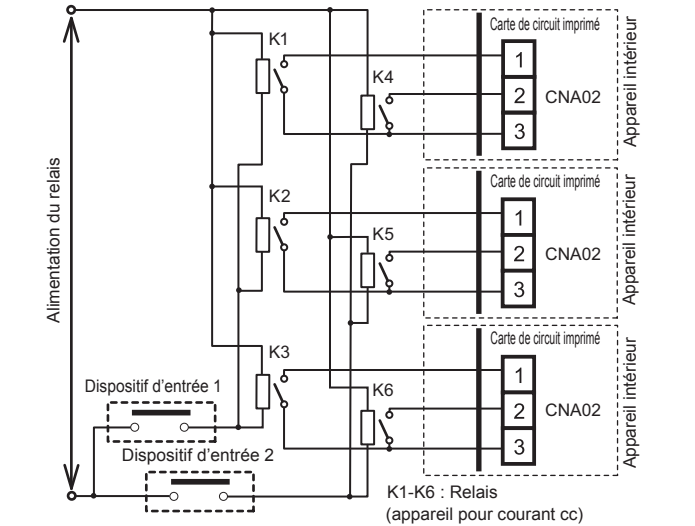 Alimentation du relais
K1
K4
Carte de circuit imprimé
1
2
3
CNA02
Appareil intérieur
K2
K5
Carte de circuit imprimé
1
2
3
CNA02
Appareil intérieur
K3
K6
Carte de circuit imprimé
1
2
3
CNA02
Appareil intérieur
Dispositif d'entrée 1
Dispositif d'entrée 2
K1-K6 : Relais
(appareil pour courant cc)